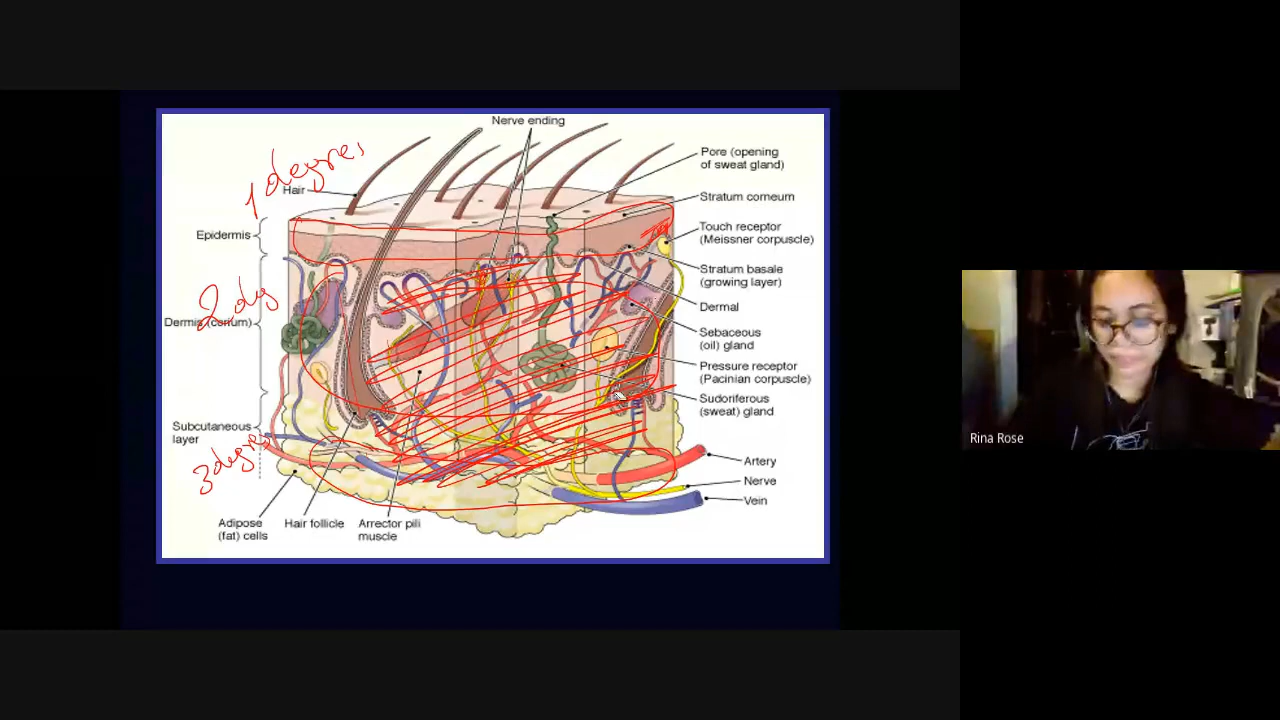 Nerve ending
1 degree,
Hair
Pore (opening
of sweat gland)
Stratum corneum
Epidermis
Touch receptor
(Meissner corpuscle)
Stratum basale
(growing layer)
2 dg
Dermal
Dermis (corium)
Sebaceous
(oil) gland
Pressure receptor
(Pacinian corpuscle)
Sudoriferous
(sweat) gland
Subcutaneous
layer
3 degree
Artery
Nerve
Vein
Adipose
(fat) cells
Hair follicle
Arrector pili
muscle
Rina Rose